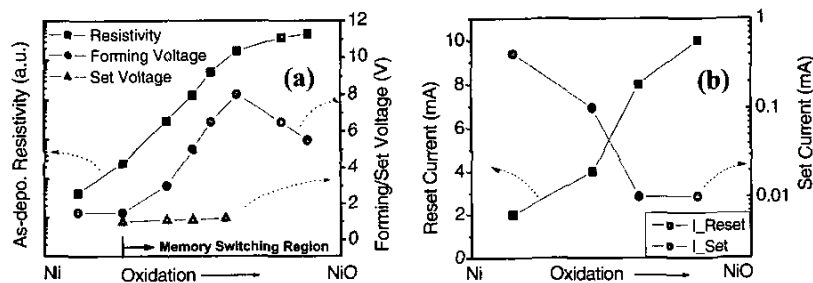 As-depo. Resistivity (a.u.)
Resistivity
Forming Voltage
Set Voltage
(a)
12
10
8
6
4
2
0
Forming/Set Voltage (V)
Memory Switching Region
Ni
Oxidation
NiO
Reset Current (mA)
10
8
6
4
2
0
(b)
1
0.1
0.01
Set Current (mA)
I_Reset
I_Set
Ni
Oxidation
NiO